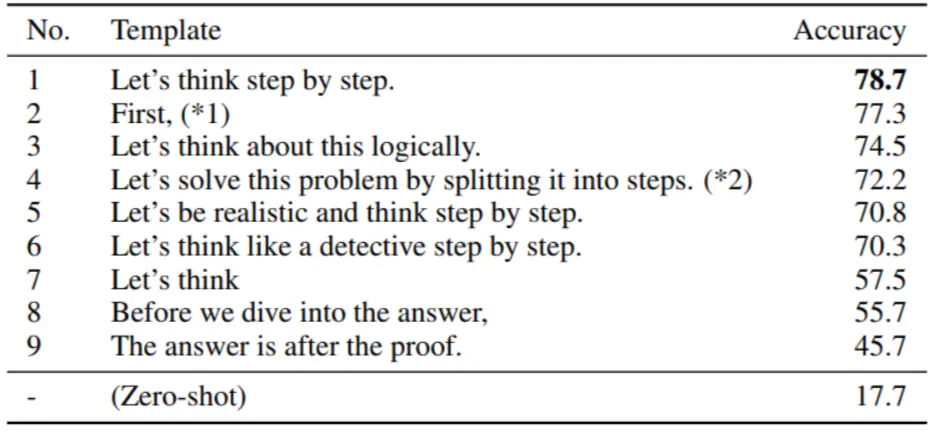 No. Template Accuracy
1 Let's think step by step. 78.7
2 First, (*1) 77.3
3 Let's think about this logically. 74.5
4 Let's solve this problem by splitting it into steps. (*2) 72.2
5 Let's be realistic and think step by step. 70.8
6 Let's think like a detective step by step. 70.3
7 Let's think 57.5
8 Before we dive into the answer, 55.7
9 The answer is after the proof. 45.7
- (Zero-shot) 17.7